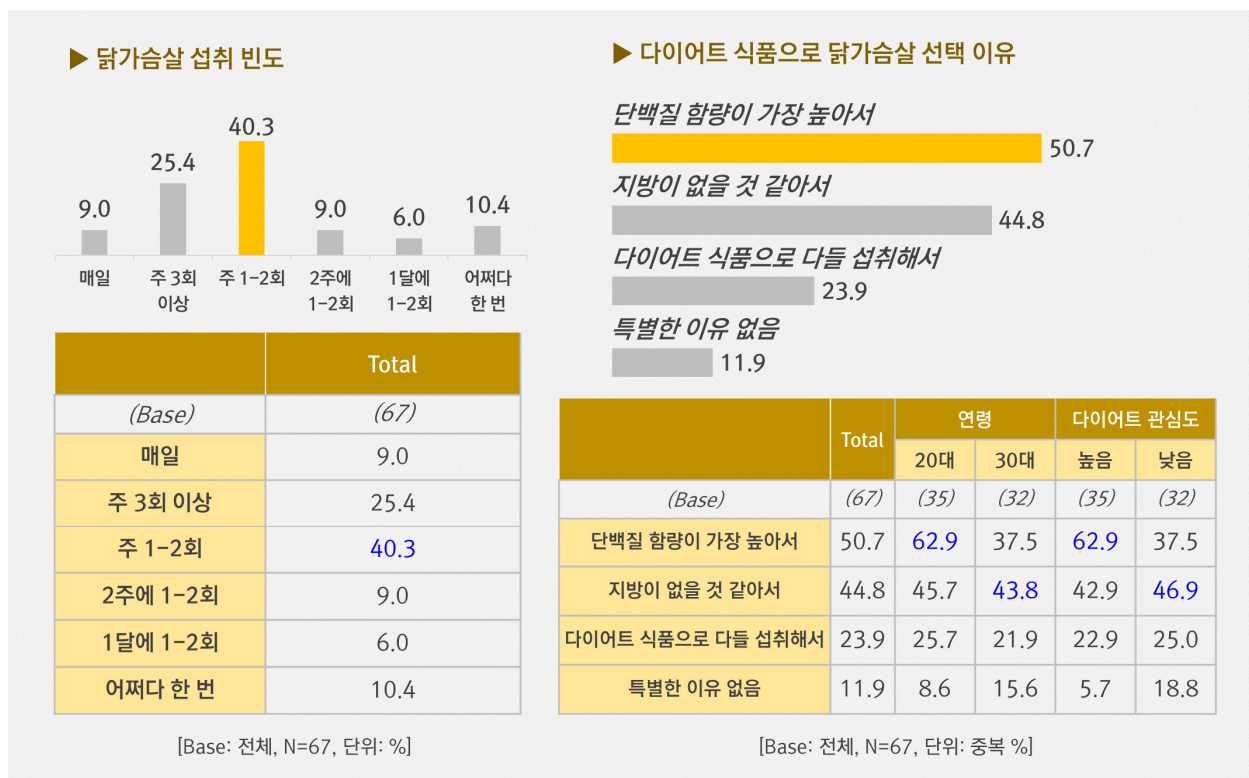 ▶ 닭가슴살 섭취 빈도
9.0
25.4
40.3
9.0
6.0
10.4
매일
주 3회
이상
주 1-2회
2주에
1-2회
1달에
1-2회
어쩌다
한 번
Total
(Base) (67)
매일 9.0
주 3회 이상 25.4
주 1-2회 40.3
2주에 1-2회 9.0
1달에 1-2회 6.0
어쩌다 한 번 10.4
[Base: 전체, N=67, 단위: %]
▶ 다이어트 식품으로 닭가슴살 선택 이유
단백질 함량이 가장 높아서
50.7
지방이 없을 것 같아서
44.8
다이어트 식품으로 다들 섭취해서
23.9
특별한 이유 없음
11.9
Total 연령 다이어트 관심도
20대 30대 높음 낮음
(Base) (67) (35) (32) (35) (32)
단백질 함량이 가장 높아서 50.7 62.9 37.5 62.9 37.5
지방이 없을 것 같아서 44.8 45.7 43.8 42.9 46.9
다이어트 식품으로 다들 섭취해서 23.9 25.7 21.9 22.9 25.0
특별한 이유 없음 11.9 8.6 15.6 5.7 18.8
[Base: 전체, N=67, 단위: 중복 %]